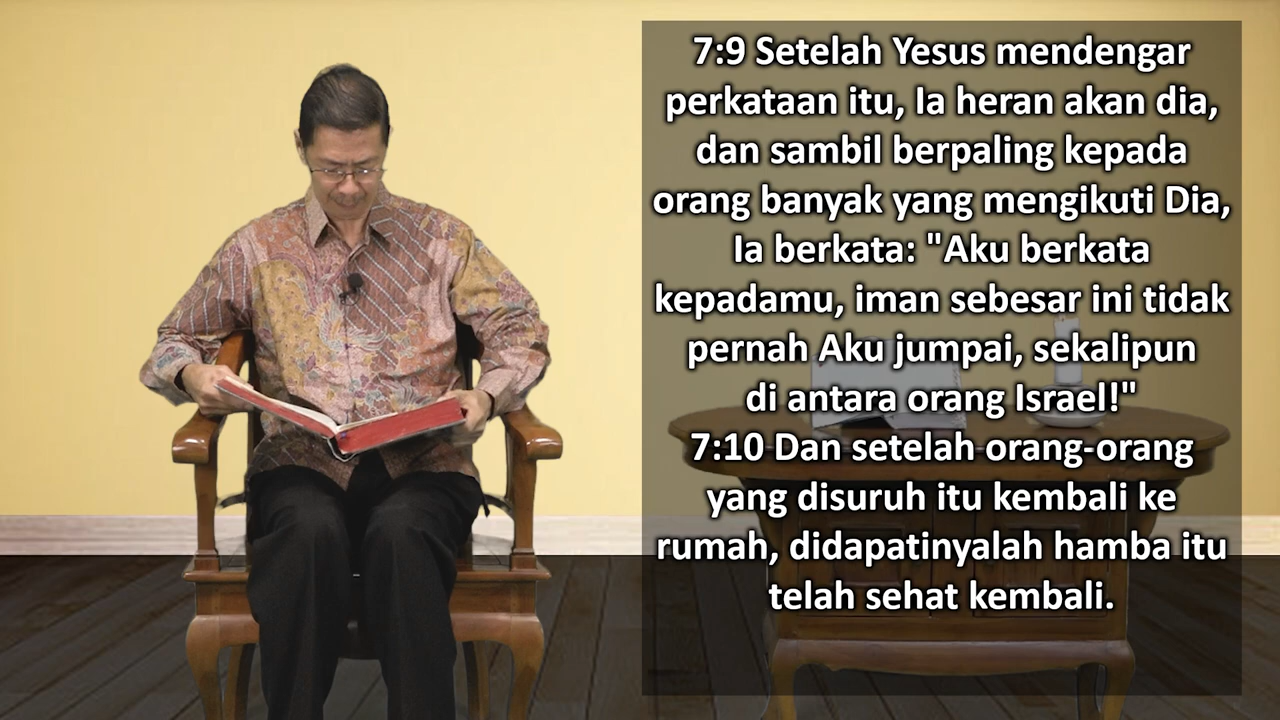 7:9 Setelah Yesus mendengar
perkataan itu, Ia heran akan dia,
dan sambil berpaling kepada
orang banyak yang mengikuti Dia,
Ia berkata: "Aku berkata
kepadamu, iman sebesar ini tidak
pernah Aku jumpai, sekalipun
di antara orang Israel!"
7:10 Dan setelah orang-orang
yang disuruh itu kembali ke
rumah, didapatinyalah hamba itu
telah sehat kembali.